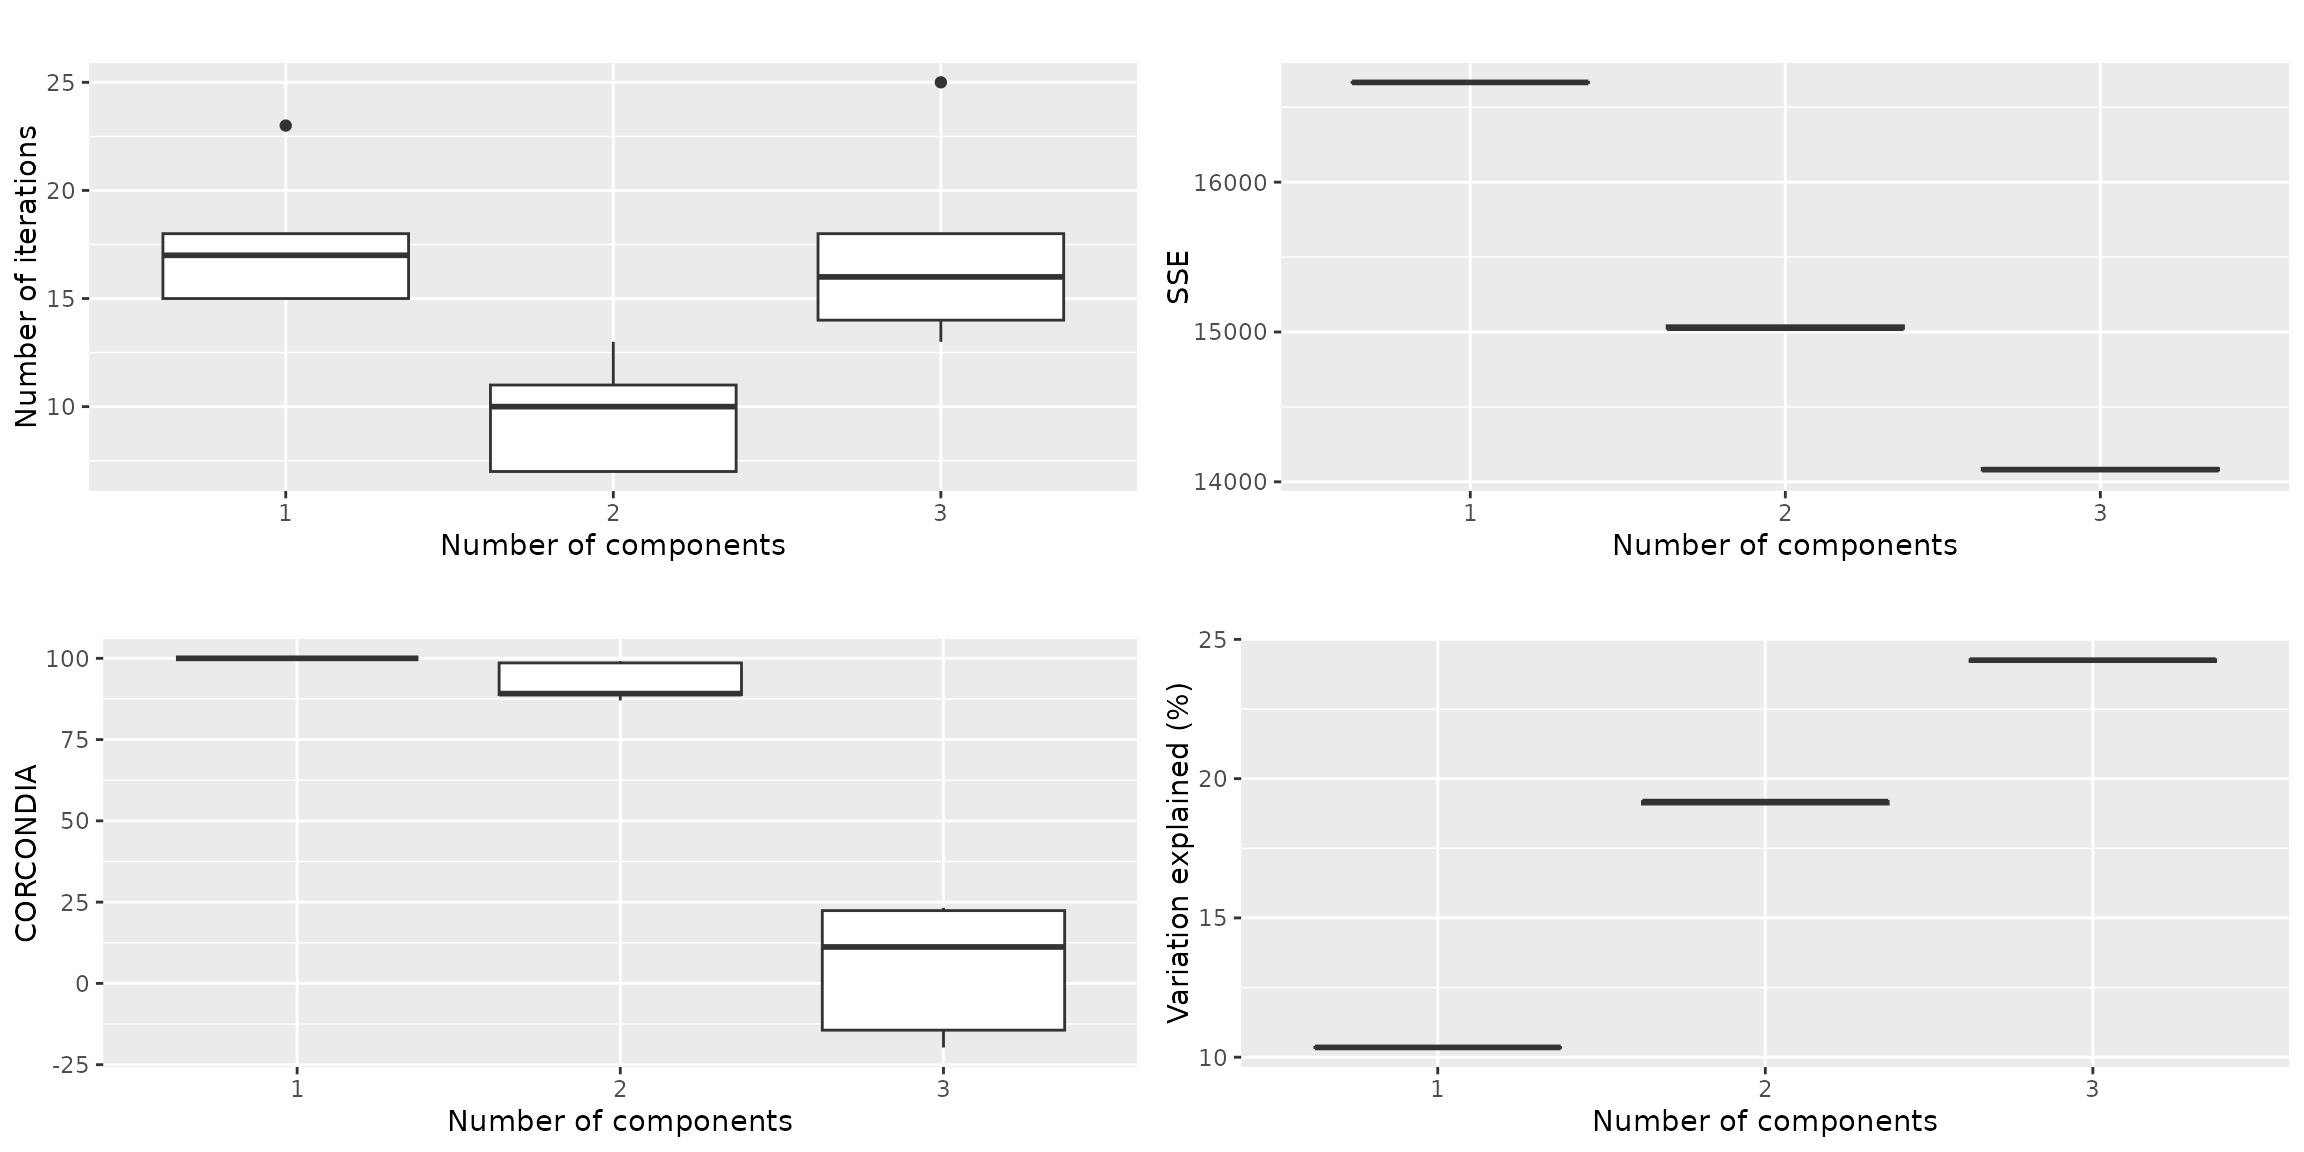 Number of iterations
25
20
15
10
1 2 3
Number of components
SSE
16000
15000
14000
1 2 3
Number of components
CORCONDIA
100
75
50
25
0
-25
1 2 3
Number of components
Variation explained (%)
25
20
15
10
1 2 3
Number of components